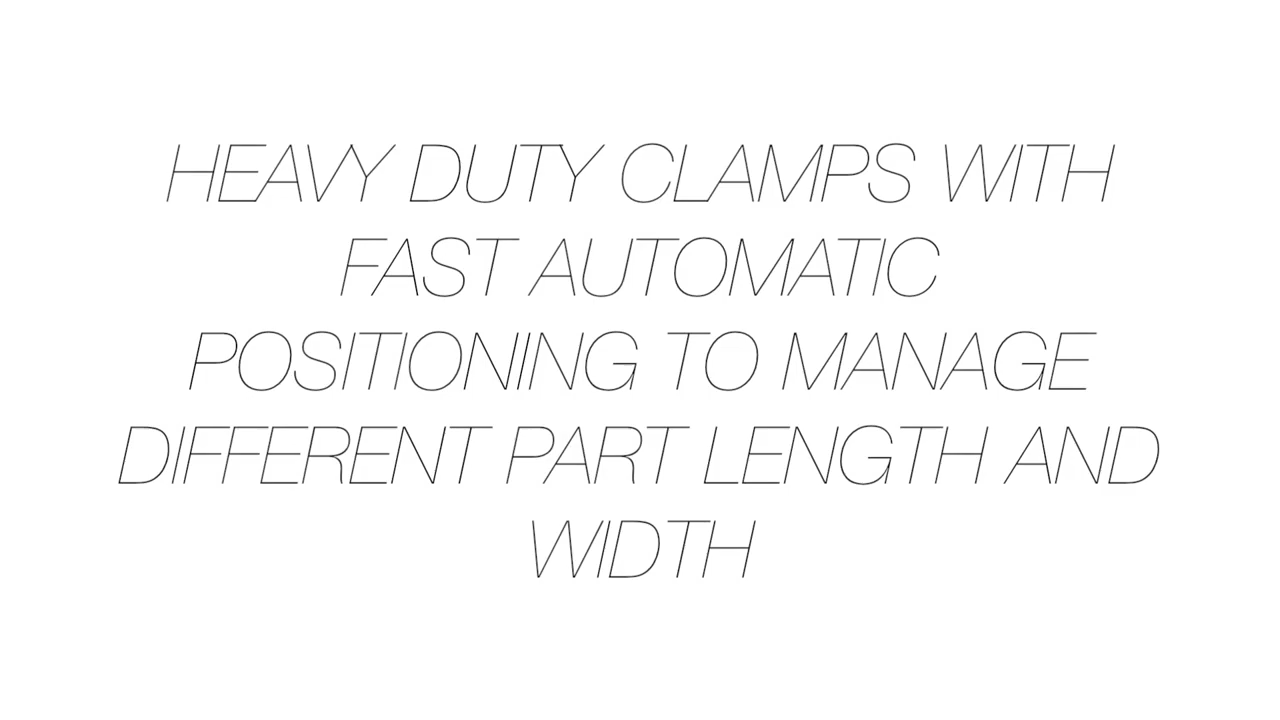 HEAVY DUTY CLAMPS WITH
FAST AUTOMATIC
POSITIONING TO MANAGE
DIFFERENT PART LENGTH AND
WIDTH